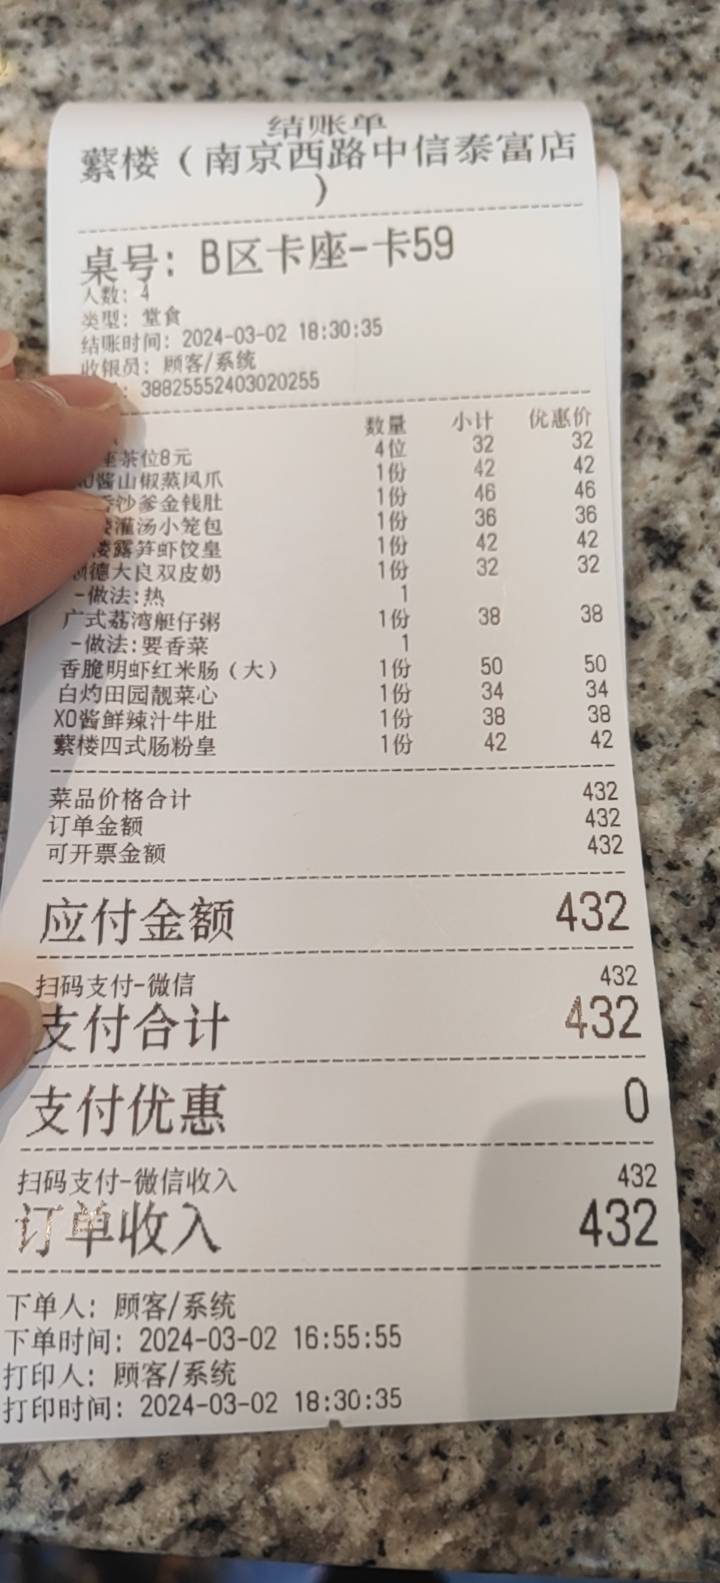 结账单
蘩楼（南京西路中信泰富店
）
桌号: B区卡座-卡59
人数: 4
类型: 堂食
结账时间: 2024-03-02 18:30:35
收银员: 顾客/系统
: 38825552403020255
数量 小计 优惠价
茶位8元 4位 32 32
XO酱山椒蒸凤爪 1份 42 42
沙爹金钱肚 1份 46 46
灌汤小笼包 1份 36 36
楼露笋虾饺皇 1份 42 42
顺德大良双皮奶 1份 32 32
-做法:热 1
广式荔湾艇仔粥 1份 38 38
-做法:要香菜 1
香脆明虾红米肠（大） 1份 50 50
白灼田园靓菜心 1份 34 34
XO酱鲜辣汁牛肚 1份 38 38
蘩楼四式肠粉皇 1份 42 42
菜品价格合计 432
订单金额 432
可开票金额 432
应付金额 432
扫码支付-微信 432
支付合计 432
支付优惠 0
扫码支付-微信收入 432
订单收入 432
下单人: 顾客/系统
下单时间: 2024-03-02 16:55:55
打印人: 顾客/系统
打印时间: 2024-03-02 18:30:35